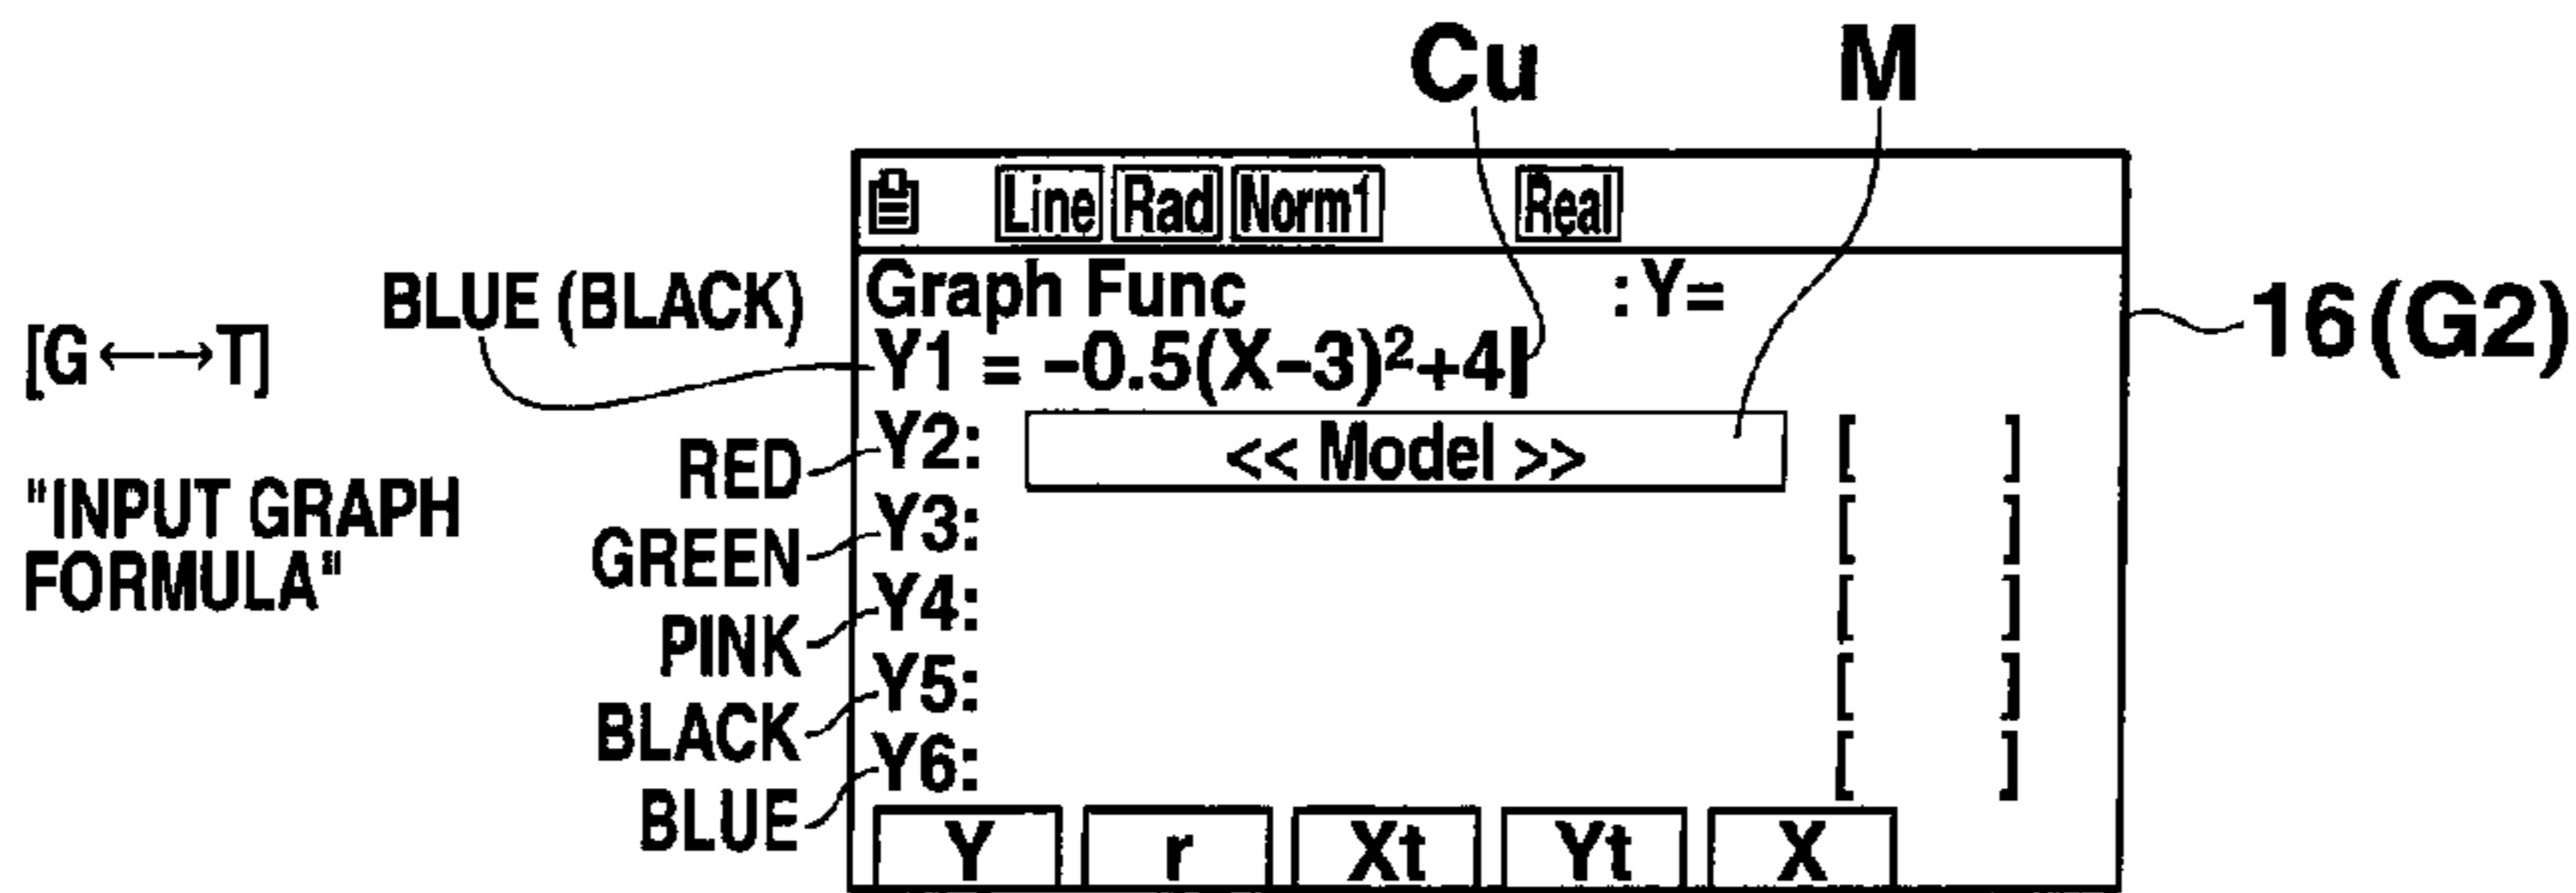 Cu M
Line Rad Norm1 Real
BLUE (BLACK) Graph Func :Y=
[G←→T] Y1 = -0.5(X-3)²+4 16(G2)
RED Y2: << Model >> [ ]
"INPUT GRAPH
FORMULA"
GREEN Y3: [ ]
PINK Y4: [ ]
BLACK Y5: [ ]
BLUE Y6: [ ]
Y r Xt Yt X